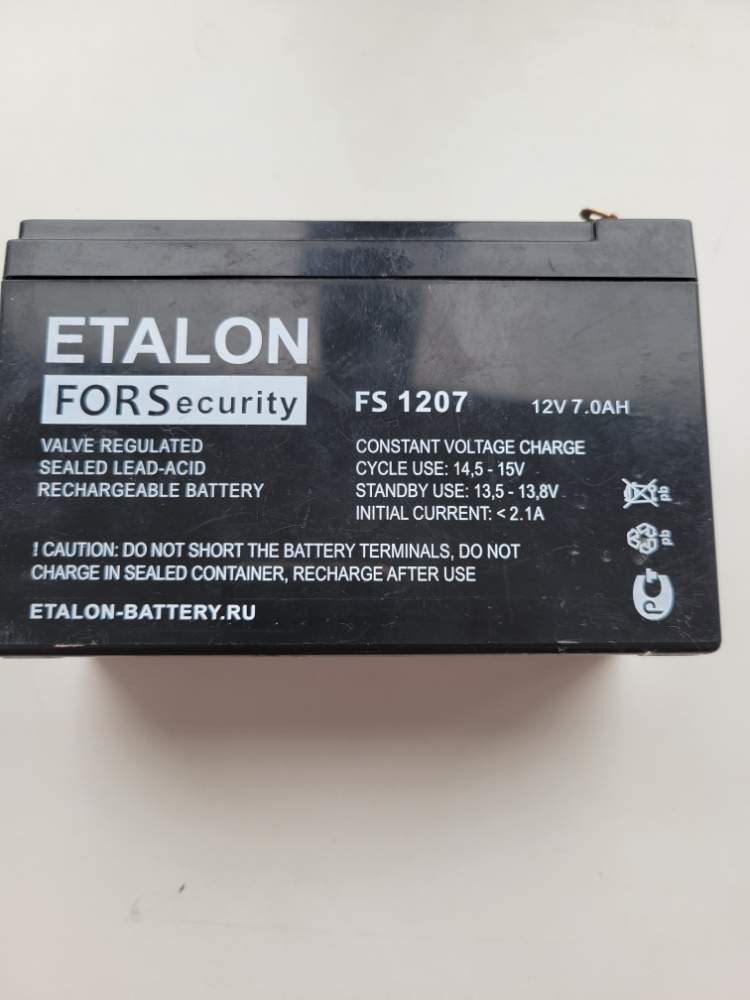 ETALON
FORSecurity
FS 1207 12V 7.0AH
VALVE REGULATED
SEALED LEAD-ACID
RECHARGEABLE BATTERY
CONSTANT VOLTAGE CHARGE
CYCLE USE: 14,5 - 15V
STANDBY USE: 13,5 - 13,8V
INITIAL CURRENT: < 2.1A
pb
pb
! CAUTION: DO NOT SHORT THE BATTERY TERMINALS, DO NOT
CHARGE IN SEALED CONTAINER, RECHARGE AFTER USE
ETALON-BATTERY.RU